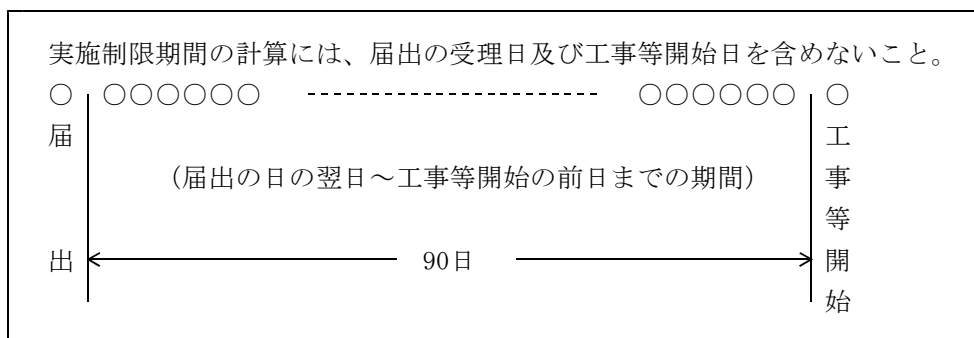 実施制限期間の計算には、届出の受理日及び工事等開始日を含めないこと。
○ ○○○○○○ ---------------------- ○○○○○○ ○
届出
(届出の日の翌日～工事等開始の前日までの期間)
90日
工事等開始